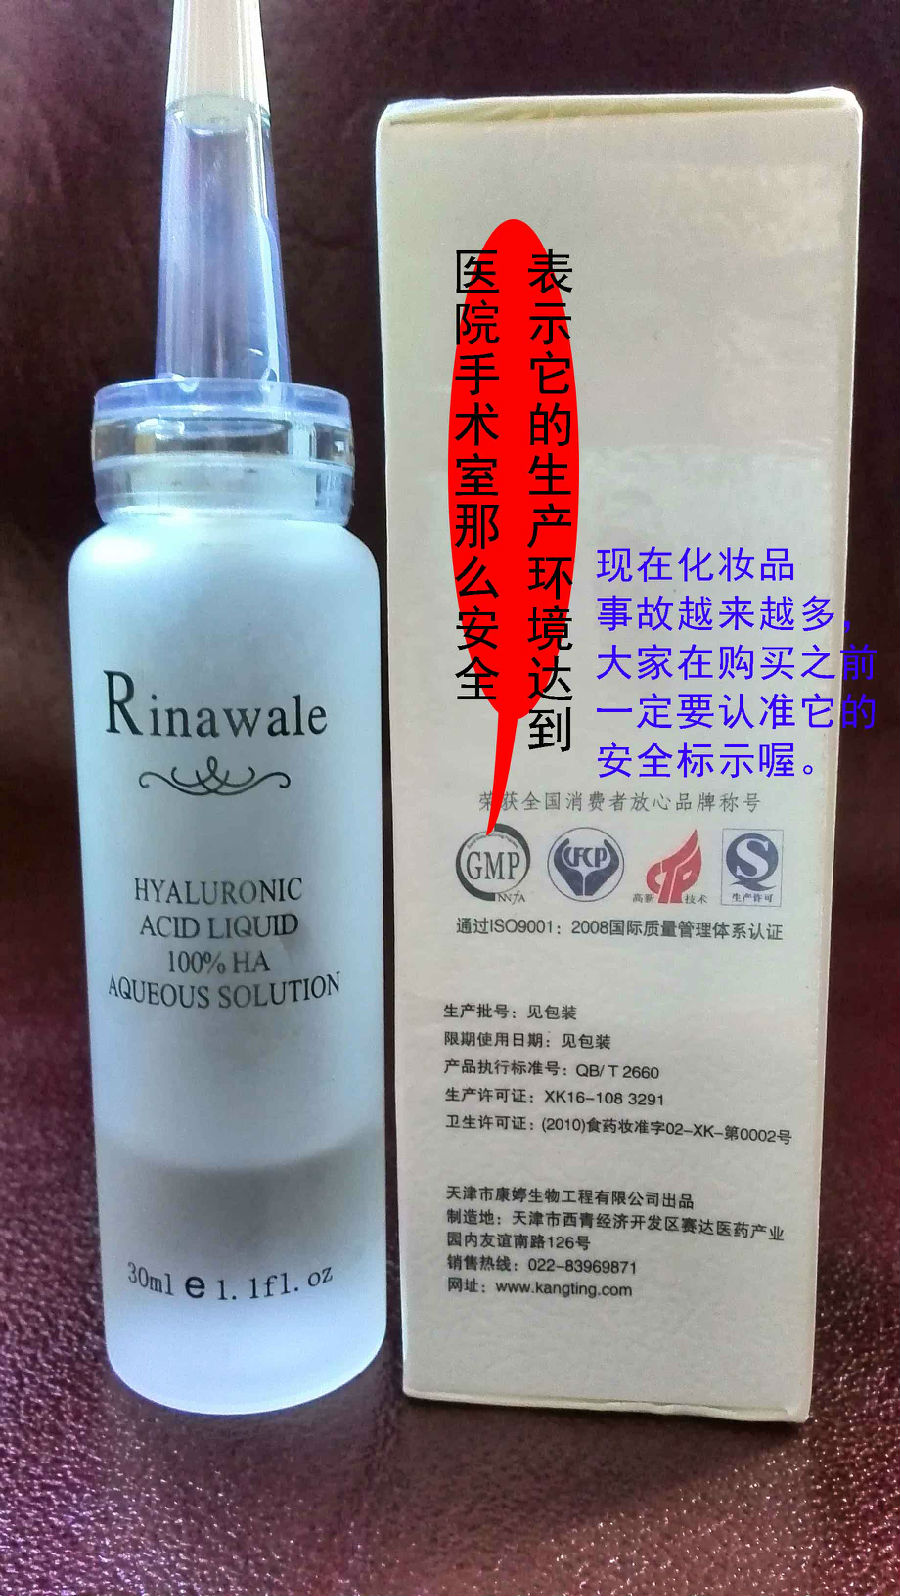 Rinawale
HYALURONIC
ACID LIQUID
100% HA
AQUEOUS SOLUTION
30ml e 1.1fl.oz
表示它的生产环境达到
医院手术室那么安全
现在化妆品
事故越来越多，
大家在购买之前
一定要认准它的
安全标示喔。
荣获全国消费者放心品牌称号
GMP
NN7A
CFCP
高新技术
S
生产许可
通过ISO9001：2008国际质量管理体系认证
生产批号：见包装
限期使用日期：见包装
产品执行标准号：QB/T 2660
生产许可证：XK16-108 3291
卫生许可证：(2010)食药妆准字02-XK-第0002号
天津市康婷生物工程有限公司出品
制造地：天津市西青经济开发区赛达医药产业
园内友谊南路126号
销售热线：022-83969871
网址：www.kangting.com